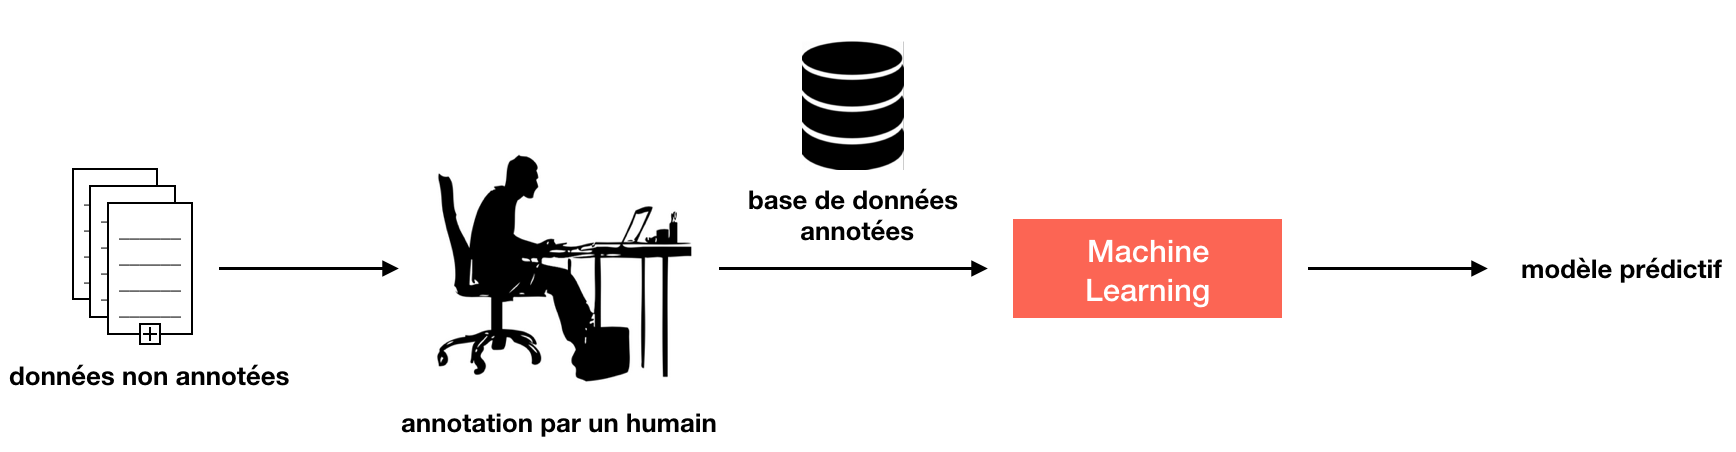 données non annotées
annotation par un humain
base de données
annotées
Machine
Learning
modèle prédictif